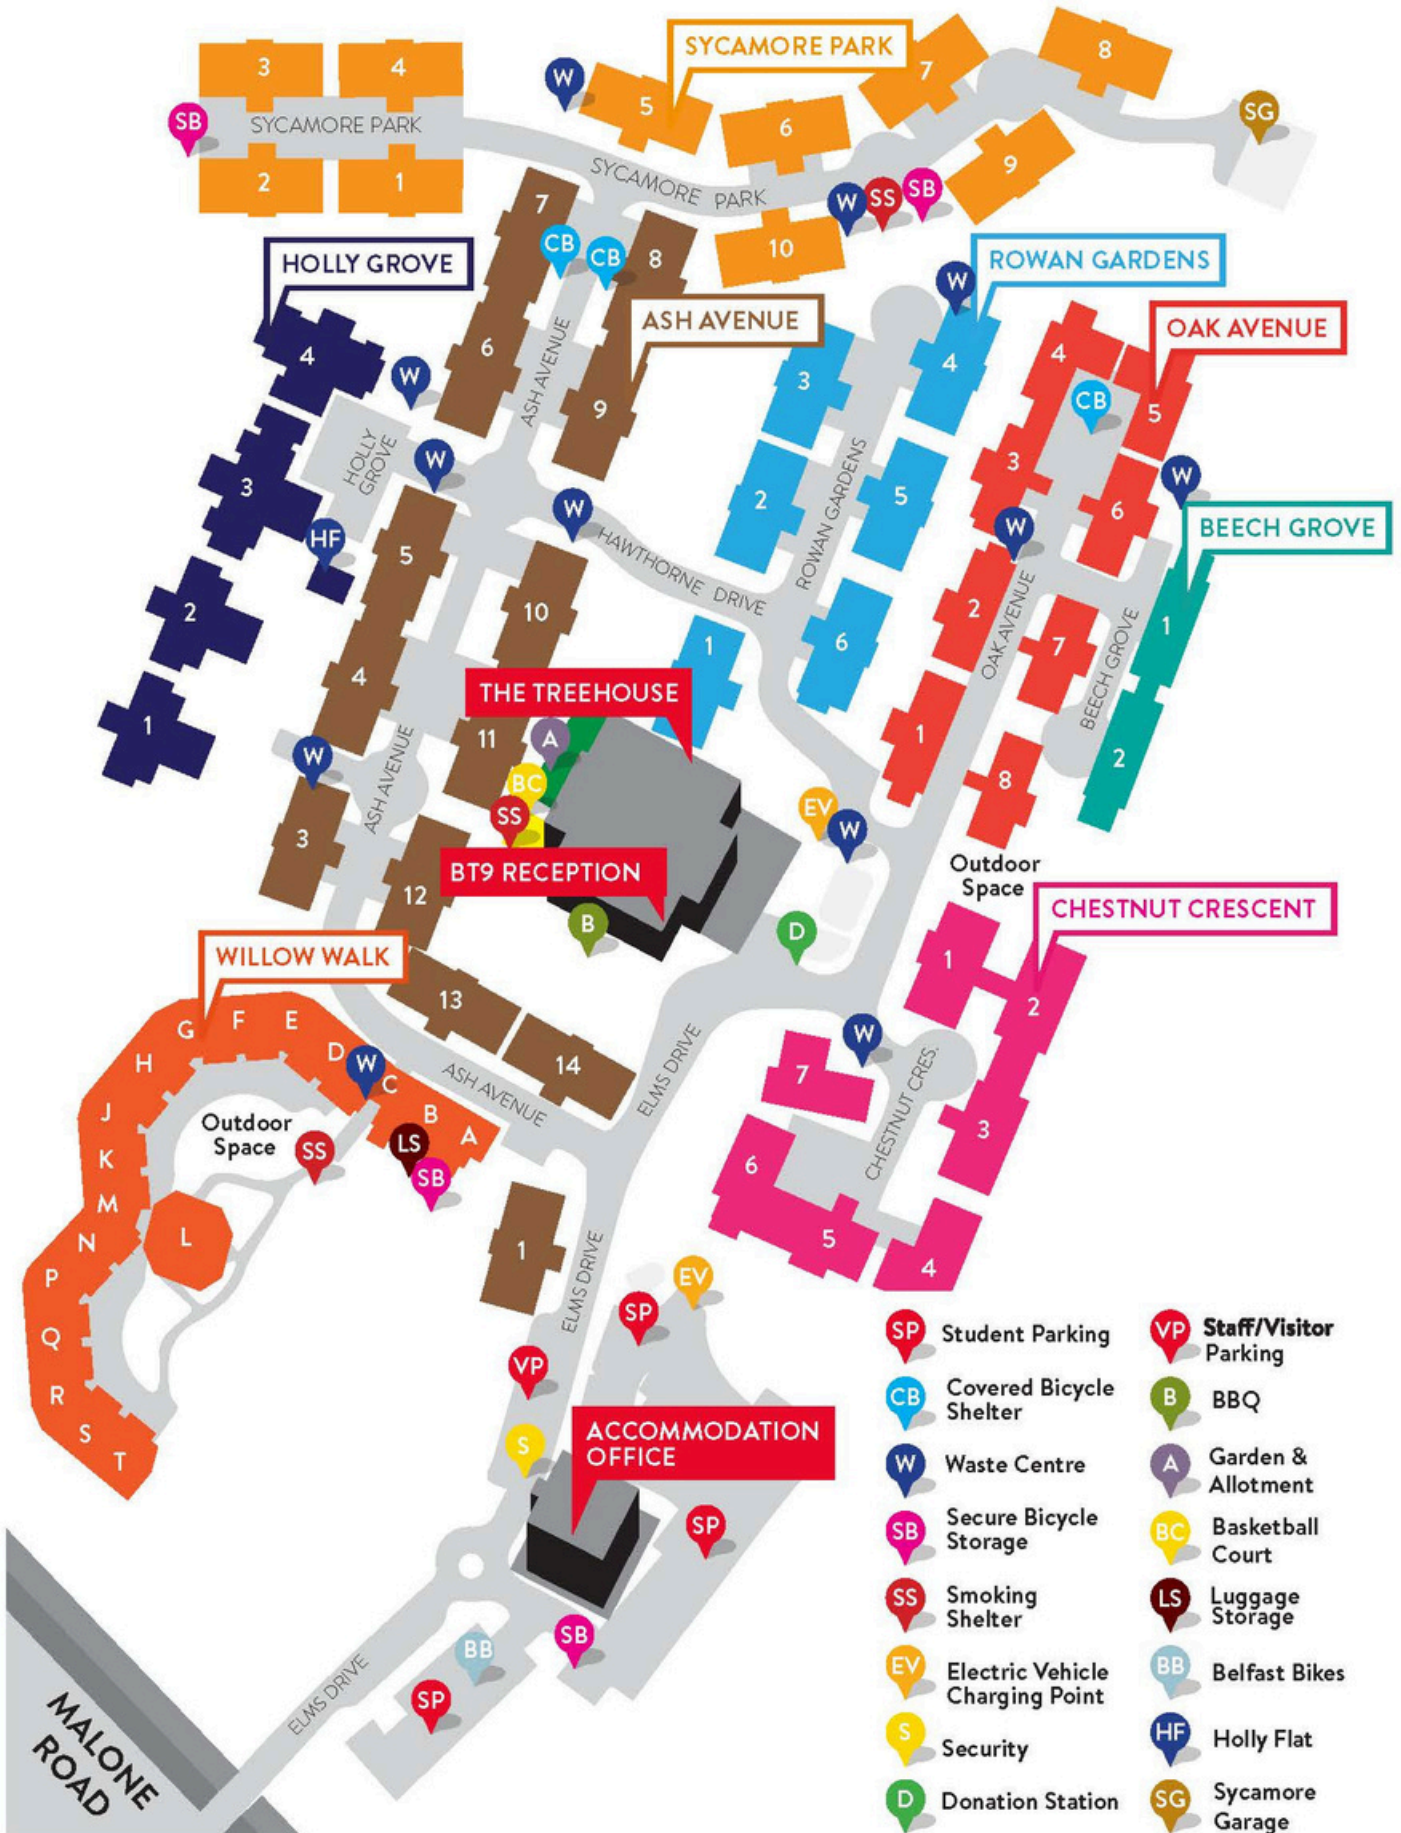 SYCAMORE PARK
3
4
SYCAMORE PARK
2
1
SB
W
5
6
7
8
9
10
SYCAMORE PARK
W
SS
SB
SG
HOLLY GROVE
4
3
2
1
HOLLY
GROVE
HF
W
W
ASH AVENUE
7
8
CB
CB
6
9
ASH AVENUE
5
10
4
11
3
12
13
14
1
ASH AVENUE
ASH AVENUE
W
W
HAWTHORNE DRIVE
ROWAN GARDENS
W
3
4
2
5
1
6
ROWAN GARDENS
OAK AVENUE
4
5
CB
3
6
W
2
7
1
8
OAK AVENUE
W
BEECH GROVE
1
2
BEECH GROVE
THE TREEHOUSE
A
BC
SS
BT9 RECEPTION
B
EV
W
D
Outdoor
Space
CHESTNUT CRESCENT
1
2
3
4
5
6
7
W
CHESTNUT CRES.
WILLOW WALK
G
F
E
D
W
C
B
A
H
J
K
M
N
P
Q
R
S
T
L
Outdoor
Space
SS
LS
SB
ELMS DRIVE
ELMS DRIVE
EV
SP
VP
S
ACCOMMODATION
OFFICE
SP
SB
BB
SP
ELMS DRIVE
MALONE
ROAD
SP Student Parking
CB Covered Bicycle
Shelter
W Waste Centre
SB Secure Bicycle
Storage
SS Smoking
Shelter
EV Electric Vehicle
Charging Point
S Security
D Donation Station
VP Staff/Visitor
Parking
B BBQ
A Garden &
Allotment
BC Basketball
Court
LS Luggage
Storage
BB Belfast Bikes
HF Holly Flat
SG Sycamore
Garage